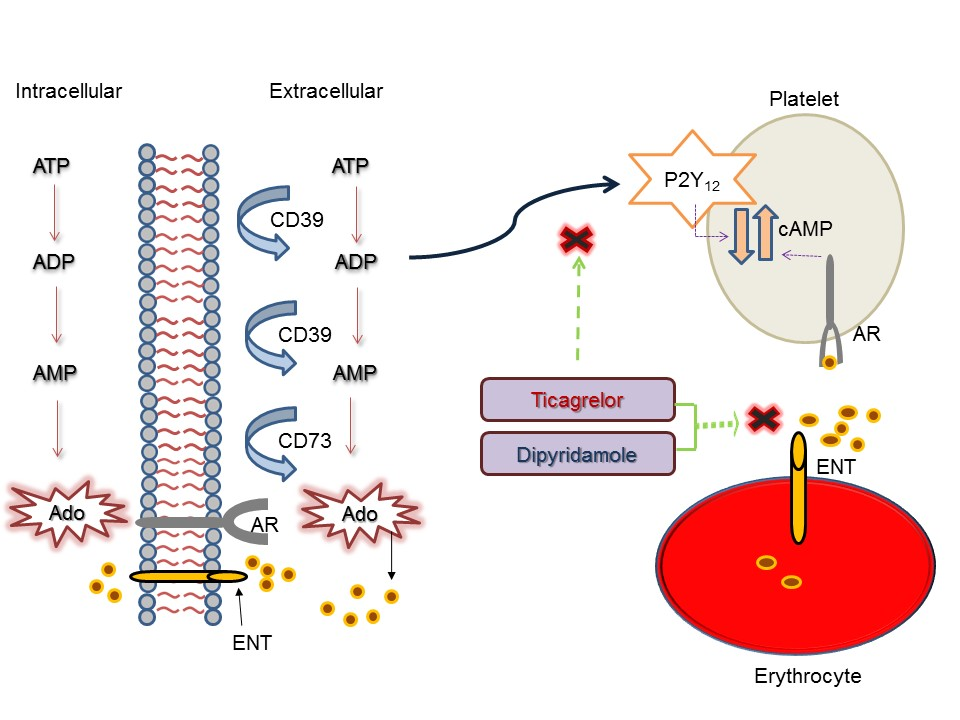 Intracellular
Extracellular
Platelet
ATP
ATP
P2Y12
CD39
cAMP
ADP
ADP
CD39
AR
AMP
AMP
Ticagrelor
CD73
Dipyridamole
ENT
Ado
Ado
AR
ENT
Erythrocyte